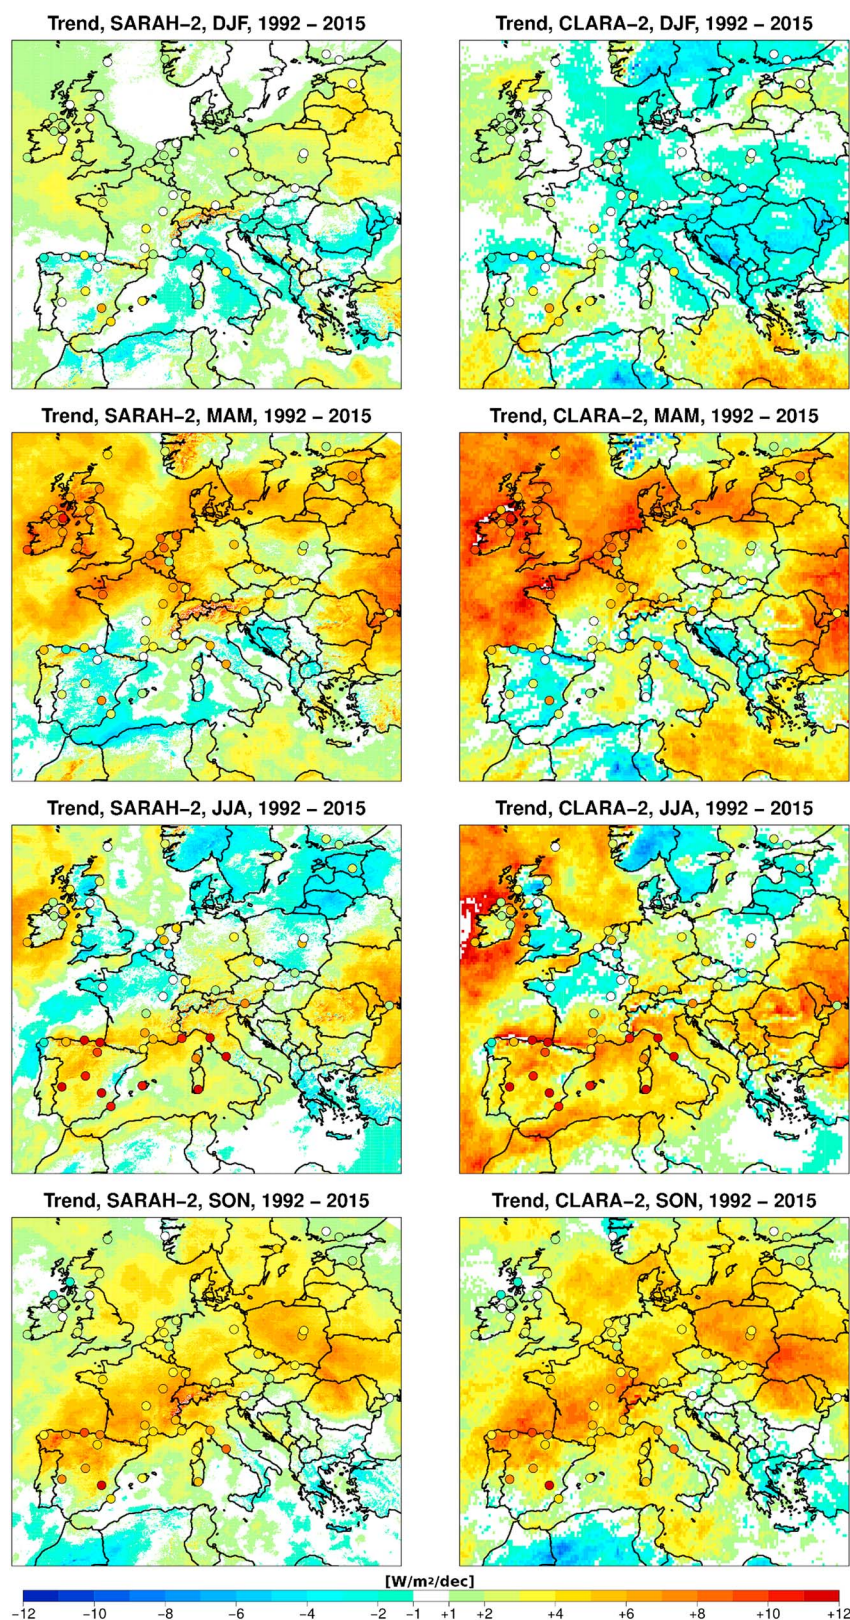 Trend, SARAH−2, DJF, 1992 − 2015
Trend, CLARA−2, DJF, 1992 − 2015
Trend, SARAH−2, MAM, 1992 − 2015
Trend, CLARA−2, MAM, 1992 − 2015
Trend, SARAH−2, JJA, 1992 − 2015
Trend, CLARA−2, JJA, 1992 − 2015
Trend, SARAH−2, SON, 1992 − 2015
Trend, CLARA−2, SON, 1992 − 2015
[W/m2/dec]
−12 −10 −8 −6 −4 −2 −1 +1 +2 +4 +6 +8 +10 +12